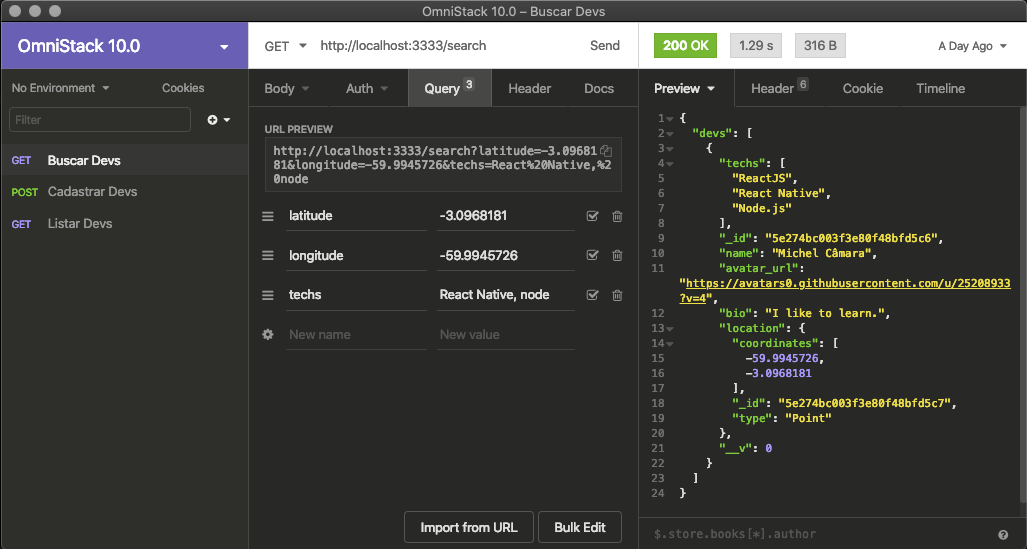 OmniStack 10.0 – Buscar Devs
OmniStack 10.0
No Environment
Cookies
Filter
GET Buscar Devs
POST Cadastrar Devs
GET Listar Devs
GET http://localhost:3333/search Send
Body Auth Query 3 Header Docs
URL PREVIEW
http://localhost:3333/search?latitude=-3.09681
81&longitude=-59.9945726&techs=React%20Native,%2
0node
latitude -3.0968181
longitude -59.9945726
techs React Native, node
New name New value
Import from URL Bulk Edit
200 OK 1.29 s 316 B A Day Ago
Preview Header 6 Cookie Timeline
1 {
2 "devs": [
3 {
4 "techs": [
5 "ReactJS",
6 "React Native",
7 "Node.js"
8 ],
9 "_id": "5e274bc003f3e80f48bfd5c6",
10 "name": "Michel Câmara",
11 "avatar_url":
"https://avatars0.githubusercontent.com/u/25208933
?v=4",
12 "bio": "I like to learn.",
13 "location": {
14 "coordinates": [
15 -59.9945726,
16 -3.0968181
17 ],
18 "_id": "5e274bc003f3e80f48bfd5c7",
19 "type": "Point"
20 },
21 "__v": 0
22 }
23 ]
24 }
$.store.books[*].author